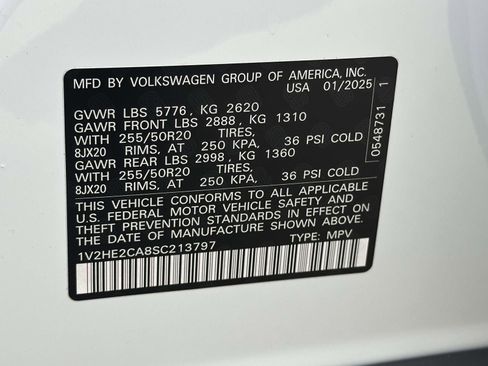 MFD BY VOLKSWAGEN GROUP OF AMERICA, INC.
USA 01/2025
GVWR LBS 5776, KG 2620
GAWR FRONT LBS 2888, KG 1310
WITH 255/50R20 TIRES,
8JX20 RIMS, AT 250 KPA, 36 PSI COLD
GAWR REAR LBS 2998, KG 1360
WITH 255/50R20 TIRES,
8JX20 RIMS, AT 250 KPA, 36 PSI COLD
THIS VEHICLE CONFORMS TO ALL APPLICABLE
U.S. FEDERAL MOTOR VEHICLE SAFETY AND
THEFT PREVENTION STANDARDS IN EFFECT ON
THE DATE OF MANUFACTURE SHOWN ABOVE.
1V2HE2CA8SC213797 TYPE: MPV
0548731 1